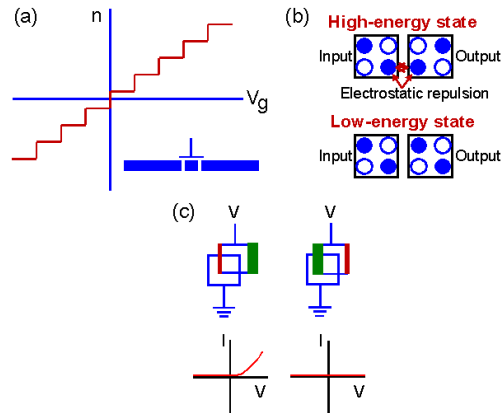 (a)
n
Vg
(b)
High-energy state
Input
Output
Electrostatic repulsion
Low-energy state
Input
Output
(c)
V
V
I
V
I
V